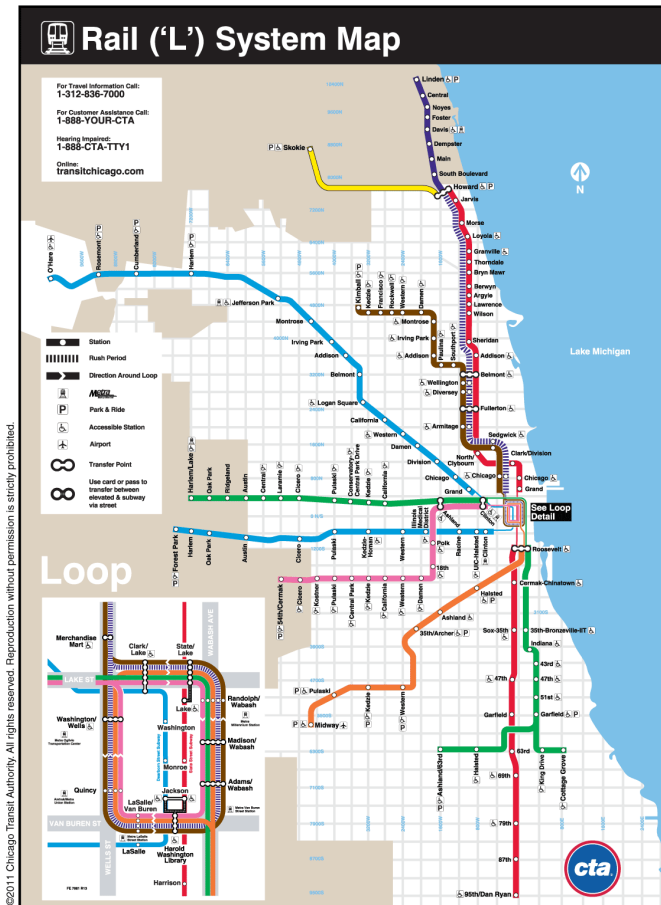 Rail (‘L’) System Map
For Travel Information Call:
1-312-836-7000
For Customer Assistance Call:
1-888-YOUR-CTA
Hearing Impaired:
1-888-CTA-TTY1
Online:
transitchicago.com
Linden
Central
Noyes
Foster
Davis
Dempster
Main
South Boulevard
Howard
Skokie
N
Jarvis
Morse
Loyola
Granville
Thorndale
Bryn Mawr
Berwyn
Argyle
Lawrence
Wilson
Sheridan
Addison
Belmont
Wellington
Diversey
Fullerton
Armitage
Sedgwick
North/
Clybourn
Clark/Division
Chicago
Chicago
Grand
O'Hare
Rosemont
Cumberland
Harlem
Jefferson Park
Montrose
Irving Park
Addison
Belmont
Logan Square
California
Western
Damen
Division
Chicago
Grand
Kimball
Kedzie
Francisco
Rockwell
Western
Damen
Montrose
Irving Park
Addison
Paulina
Southport
Lake Michigan
Station
Rush Period
Direction Around Loop
Metra
P
Park & Ride
Accessible Station
Airport
Transfer Point
Use card or pass to
transfer between
elevated & subway
via street
Harlem/Lake
Oak Park
Ridgeland
Austin
Central
Laramie
Cicero
Pulaski
Conservatory-
Central Park Drive
Kedzie
California
Ashland
Clinton
See Loop
Detail
Forest Park
Harlem
Oak Park
Austin
Cicero
Pulaski
Kedzie-
Homan
Western
Illinois
Medical
District
Racine
UIC-Halsted
Clinton
Polk
18th
54th/Cermak
Cicero
Kostner
Pulaski
Central Park
Kedzie
California
Western
Damen
Roosevelt
Cermak-Chinatown
Halsted
Ashland
35th/Archer
Sox-35th
35th-Bronzeville-IIT
Indiana
43rd
47th
47th
51st
Garfield
Garfield
Pulaski
Midway
Kedzie
Western
63rd
Ashland/63rd
Halsted
King Drive
Cottage Grove
69th
79th
87th
95th/Dan Ryan
cta
Loop
WABASH AVE
Merchandise
Mart
Clark/
Lake
State/
Lake
LAKE ST
Lake
Randolph/
Wabash
Washington/
Wells
Washington
Madison/
Wabash
Dearborn Street Subway
State Street Subway
Monroe
Quincy
Jackson
Adams/
Wabash
LaSalle/
Van Buren
VAN BUREN ST
LaSalle
Harold
Washington
Library
WELLS ST
Harrison
©2011 Chicago Transit Authority. All rights reserved. Reproduction without permission is strictly prohibited.